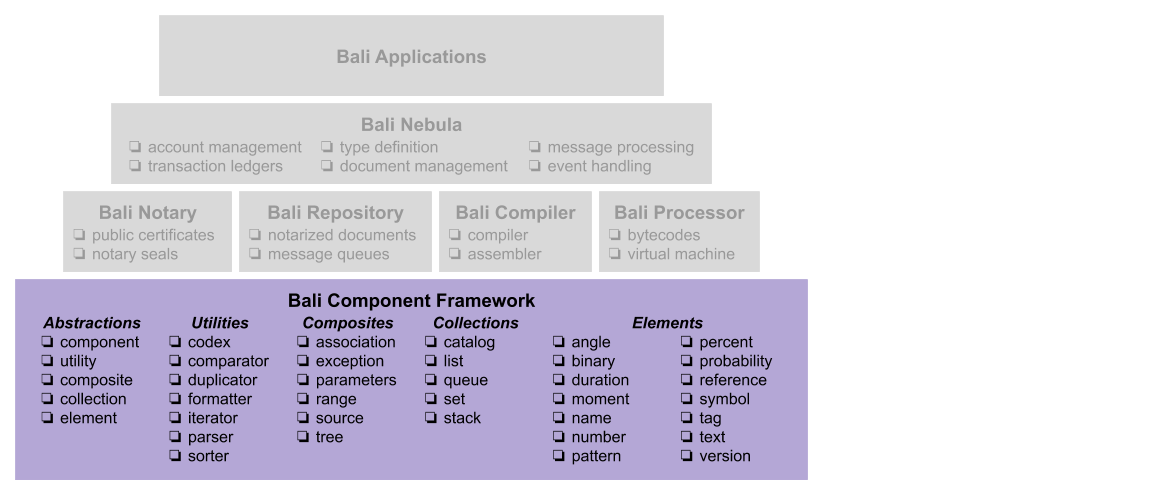 Bali Applications
Bali Nebula
❏ account management ❏ type definition ❏ message processing
❏ transaction ledgers ❏ document management ❏ event handling
Bali Notary Bali Repository Bali Compiler Bali Processor
❏ public certificates ❏ notarized documents ❏ compiler ❏ bytecodes
❏ notary seals ❏ message queues ❏ assembler ❏ virtual machine
Bali Component Framework
Abstractions Utilities Composites Collections Elements
❏ component ❏ codex ❏ association ❏ catalog ❏ angle ❏ percent
❏ utility ❏ comparator ❏ exception ❏ list ❏ binary ❏ probability
❏ composite ❏ duplicator ❏ parameters ❏ queue ❏ duration ❏ reference
❏ collection ❏ formatter ❏ range ❏ set ❏ moment ❏ symbol
❏ element ❏ iterator ❏ source ❏ stack ❏ name ❏ tag
❏ parser ❏ tree ❏ number ❏ text
❏ sorter ❏ pattern ❏ version